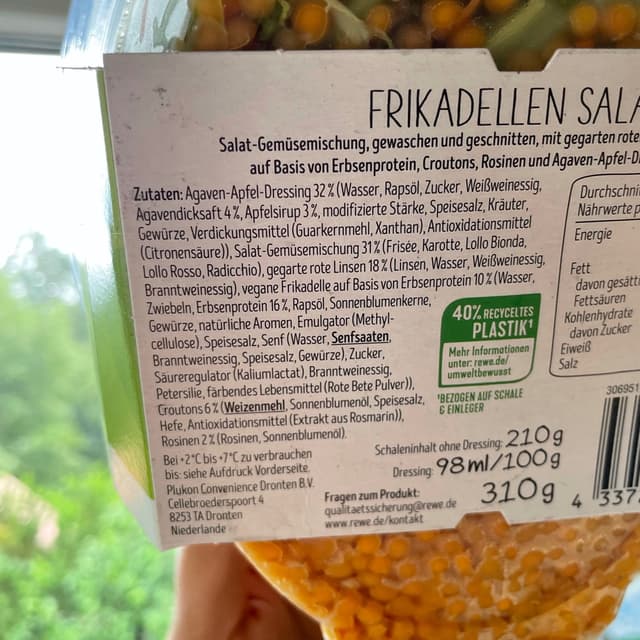 FRIKADELLEN SALA
Salat-Gemüsemischung, gewaschen und geschnitten, mit gegarten rote
auf Basis von Erbsenprotein, Croutons, Rosinen und Agaven-Apfel-D
Zutaten: Agaven-Apfel-Dressing 32 % (Wasser, Rapsöl, Zucker, Weißweinessig,
Agavendicksaft 4 %, Apfelsirup 3 %, modifizierte Stärke, Speisesalz, Kräuter,
Gewürze, Verdickungsmittel (Guarkernmehl, Xanthan), Antioxidationsmittel
(Citronensäure)), Salat-Gemüsemischung 31 % (Frisée, Karotte, Lollo Bionda,
Lollo Rosso, Radicchio), gegarte rote Linsen 18 % (Linsen, Wasser, Weißweinessig,
Branntweinessig), vegane Frikadelle auf Basis von Erbsenprotein 10 % (Wasser,
Zwiebeln, Erbsenprotein 16 %, Rapsöl, Sonnenblumenkerne,
Gewürze, natürliche Aromen, Emulgator (Methyl-
cellulose), Speisesalz, Senf (Wasser, Senfsaaten,
Branntweinessig, Speisesalz, Gewürze), Zucker,
Säureregulator (Kaliumlactat), Branntweinessig,
Petersilie, färbendes Lebensmittel (Rote Bete Pulver)),
Croutons 6 % (Weizenmehl, Sonnenblumenöl, Speisesalz,
Hefe, Antioxidationsmittel (Extrakt aus Rosmarin)),
Rosinen 2 % (Rosinen, Sonnenblumenöl).
Bei +2°C bis +7°C zu verbrauchen
bis: siehe Aufdruck Vorderseite.
Plukon Convenience Dronten B.V.
Cellebroederspoort 4
8253 TA Dronten
Niederlande
40% RECYCELTES
PLASTIK¹
Mehr Informationen
unter: rewe.de/
umweltbewusst
¹BEZOGEN AUF SCHALE
& EINLEGER
Schaleninhalt ohne Dressing: 210g
Dressing: 98ml/100g
310g
Fragen zum Produkt:
qualitaetssicherung@rewe.de
www.rewe.de/kontakt
Durchschni
Nährwerte p
Energie
Fett
davon gesätti
Fettsäuren
Kohlenhydrate
davon Zucker
Eiweiß
Salz
306951
4 337